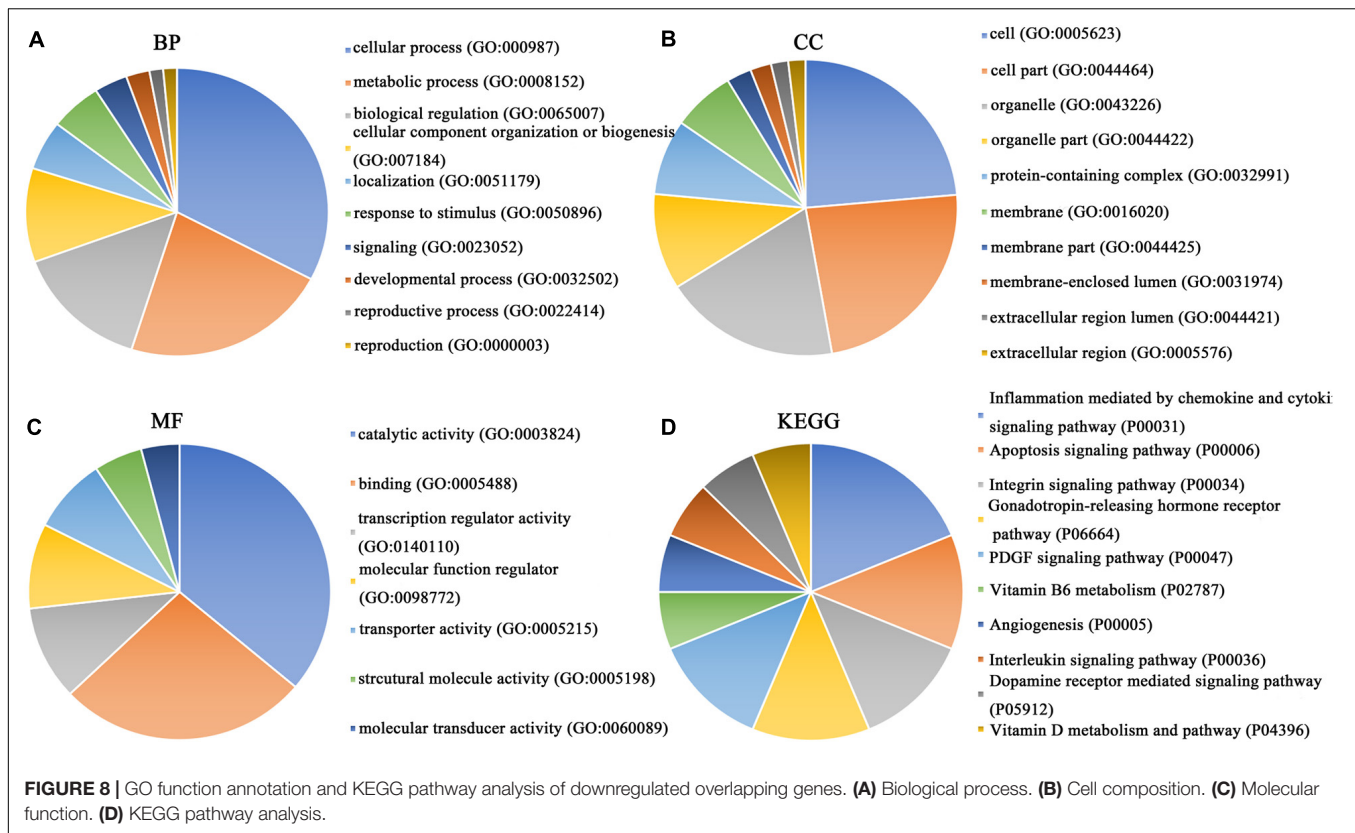 A
BP
cellular process (GO:000987)
metabolic process (GO:0008152)
biological regulation (GO:0065007)
cellular component organization or biogenesis
(GO:007184)
localization (GO:0051179)
response to stimulus (GO:0050896)
signaling (GO:0023052)
developmental process (GO:0032502)
reproductive process (GO:0022414)
reproduction (GO:0000003)
B
CC
cell (GO:0005623)
cell part (GO:0044464)
organelle (GO:0043226)
organelle part (GO:0044422)
protein-containing complex (GO:0032991)
membrane (GO:0016020)
membrane part (GO:0044425)
membrane-enclosed lumen (GO:0031974)
extracellular region lumen (GO:0044421)
extracellular region (GO:0005576)
C
MF
catalytic activity (GO:0003824)
binding (GO:0005488)
transcription regulator activity
(GO:0140110)
molecular function regulator
(GO:0098772)
transporter activity (GO:0005215)
strcutural molecule activity (GO:0005198)
molecular transducer activity (GO:0060089)
D
KEGG
Inflammation mediated by chemokine and cytoki
signaling pathway (P00031)
Apoptosis signaling pathway (P00006)
Integrin signaling pathway (P00034)
Gonadotropin-releasing hormone receptor
pathway (P06664)
PDGF signaling pathway (P00047)
Vitamin B6 metabolism (P02787)
Angiogenesis (P00005)
Interleukin signaling pathway (P00036)
Dopamine receptor mediated signaling pathway
(P05912)
Vitamin D metabolism and pathway (P04396)
FIGURE 8 | GO function annotation and KEGG pathway analysis of downregulated overlapping genes. (A) Biological process. (B) Cell composition. (C) Molecular
function. (D) KEGG pathway analysis.